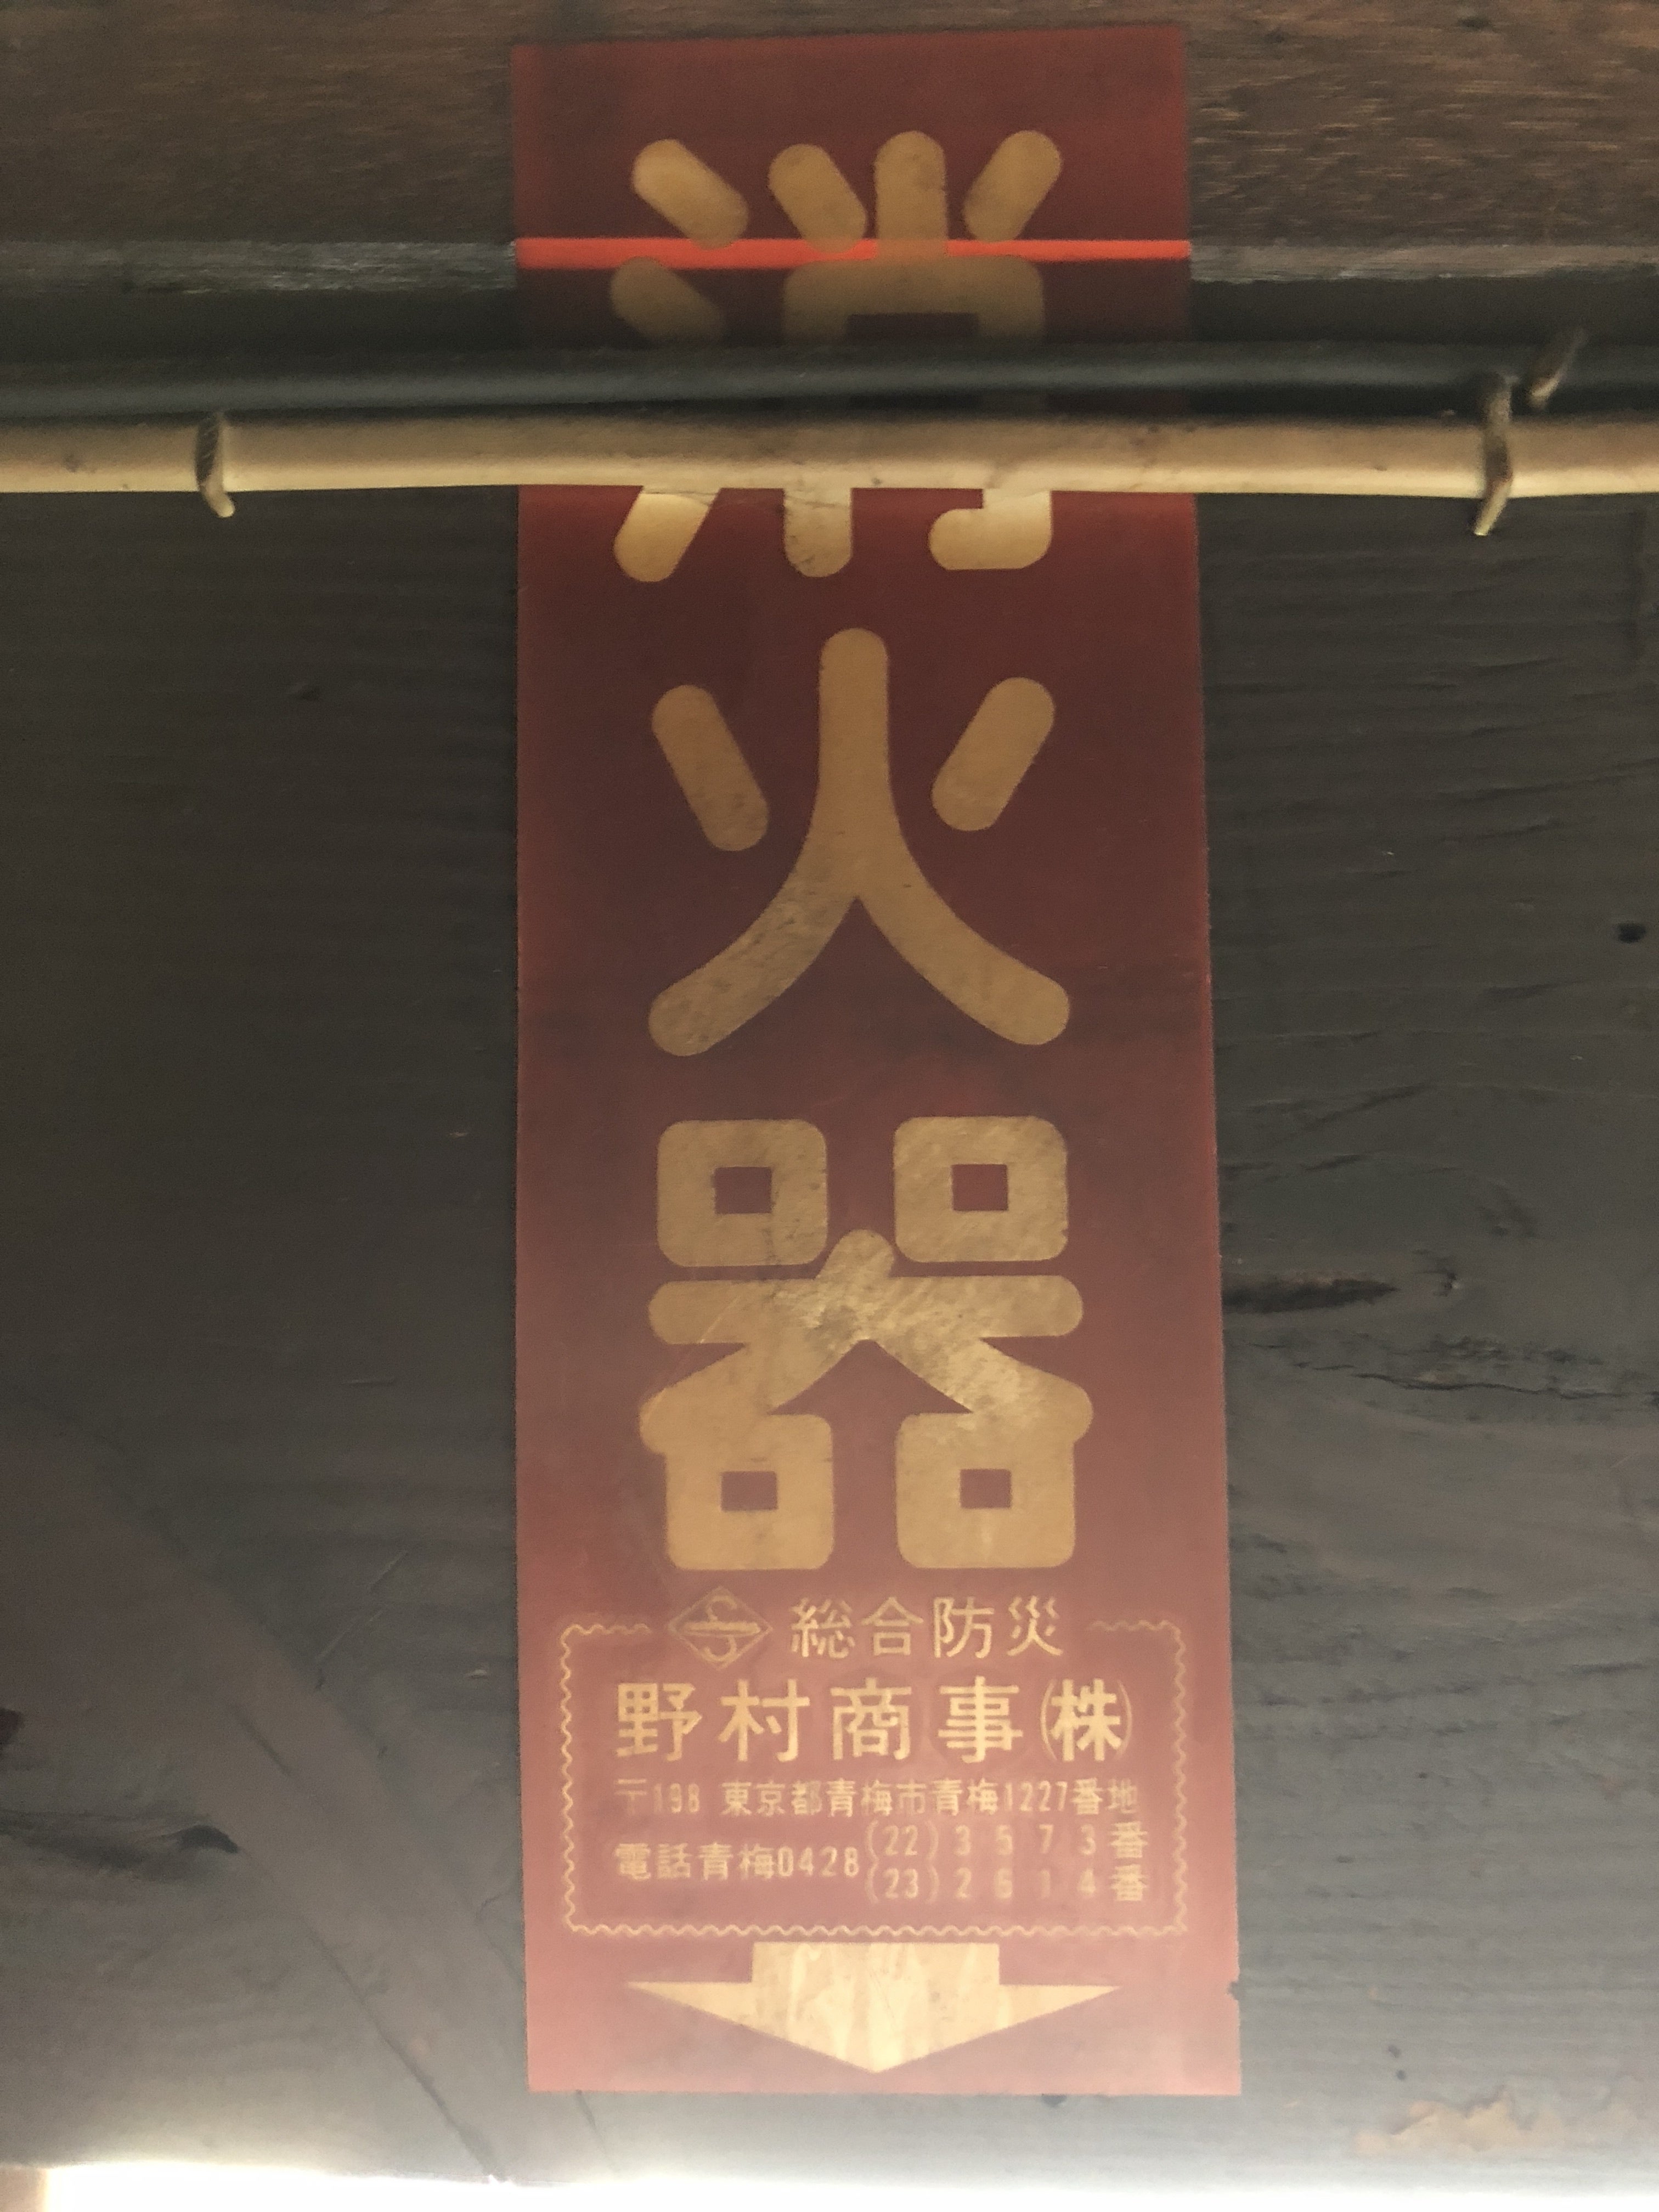 消火器
総合防災
野村商事㈱
〒198 東京都青梅市青梅1227番地
電話青梅0428(22)3573番
(23)2614番